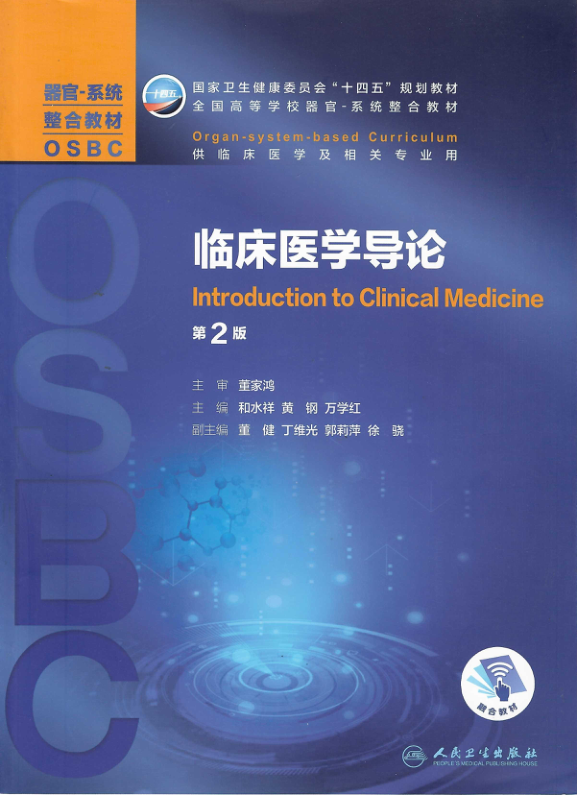 器官-系统
整合教材
OSBC
十四五
国家卫生健康委员会“十四五”规划教材
全国高等学校器官-系统整合教材
Organ-system-based Curriculum
供临床医学及相关专业用
OSBC
临床医学导论
Introduction to Clinical Medicine
第2版
主 审 董家鸿
主 编 和水祥 黄 钢 万学红
副主编 董 健 丁维光 郭莉萍 徐 骁
融合教材
人民卫生出版社
PEOPLE'S MEDICAL PUBLISHING HOUSE